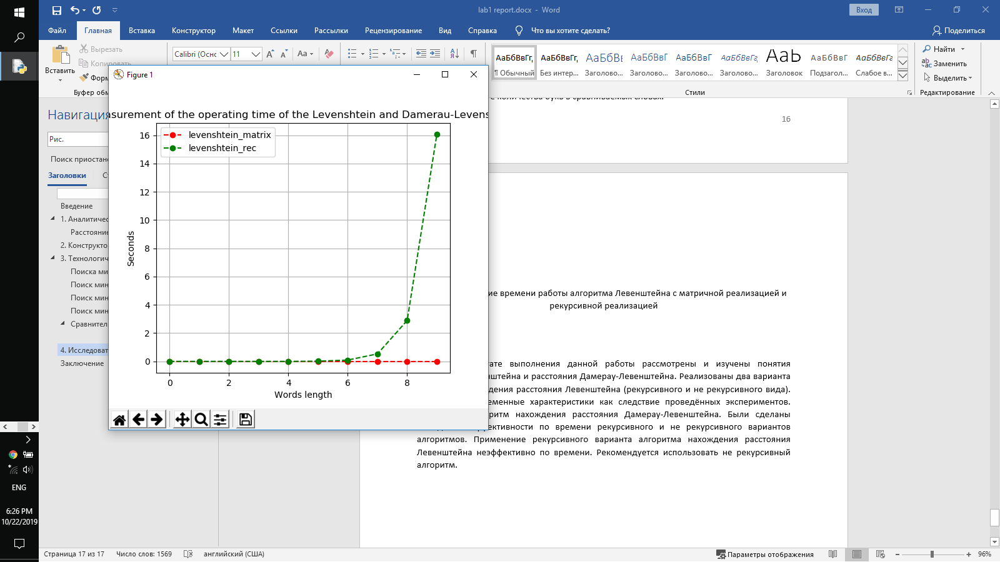 lab1 report.docx - Word
Вход
Файл
Главная
Вставка
Конструктор
Макет
Ссылки
Рассылки
Рецензирование
Вид
Справка
Что вы хотите сделать?
Поделиться
Вставить
Вырезать
Копировать
Форм
Буфер обм
Calibri (Оснс
11
Aa
АаБбВвГг,
¶ Обычный
АаБбВвГг,
Без интер...
АаБбВı
Заголово...
АаБбВвГ
Заголово...
АаБбВвГ
Заголово...
АаБбВвГг
Заголово...
Аab
Заголовок
АаБбВвГ
Подзагол...
АаБбВвГг
Слабое в...
Стили
Найти
Заменить
Выделить
Редактирование
Навигация
Рис.
Поиск приостан
Заголовки
Введение
1. Аналитичес
Расстояние
2. Конструкто
3. Технологич
Поиска ми
Поиск мин
Поиск мин
Поиск мин
Сравнител
4. Исследоват
Заключение
Figure 1
asurement of the operating time of the Levenshtein and Damerau-Levens
levenshtein_matrix
levenshtein_rec
16
14
12
10
8
6
4
2
0
Seconds
0 2 4 6 8
Words length
количества букв в сравниваемых словах.
16
ие времени работы алгоритма Левенштейна с матричной реализацией и
рекурсивной реализацией
тате выполнения данной работы рассмотрены и изучены понятия
нштейна и расстояния Дамерау-Левенштейна. Реализованы два варианта
дения расстояния Левенштейна (рекурсивного и не рекурсивного вида).
еменные характеристики как следствие проведённых экспериментов.
ритм нахождения расстояния Дамерау-Левенштейна. Были сделаны
ективности по времени рекурсивного и не рекурсивного вариантов
алгоритмов. Применение рекурсивного варианта алгоритма нахождения расстояния
Левенштейна неэффективно по времени. Рекомендуется использовать не рекурсивный
алгоритм.
ENG
6:26 PM
10/22/2019
Страница 17 из 17
Число слов: 1569
английский (США)
Параметры отображения
96%